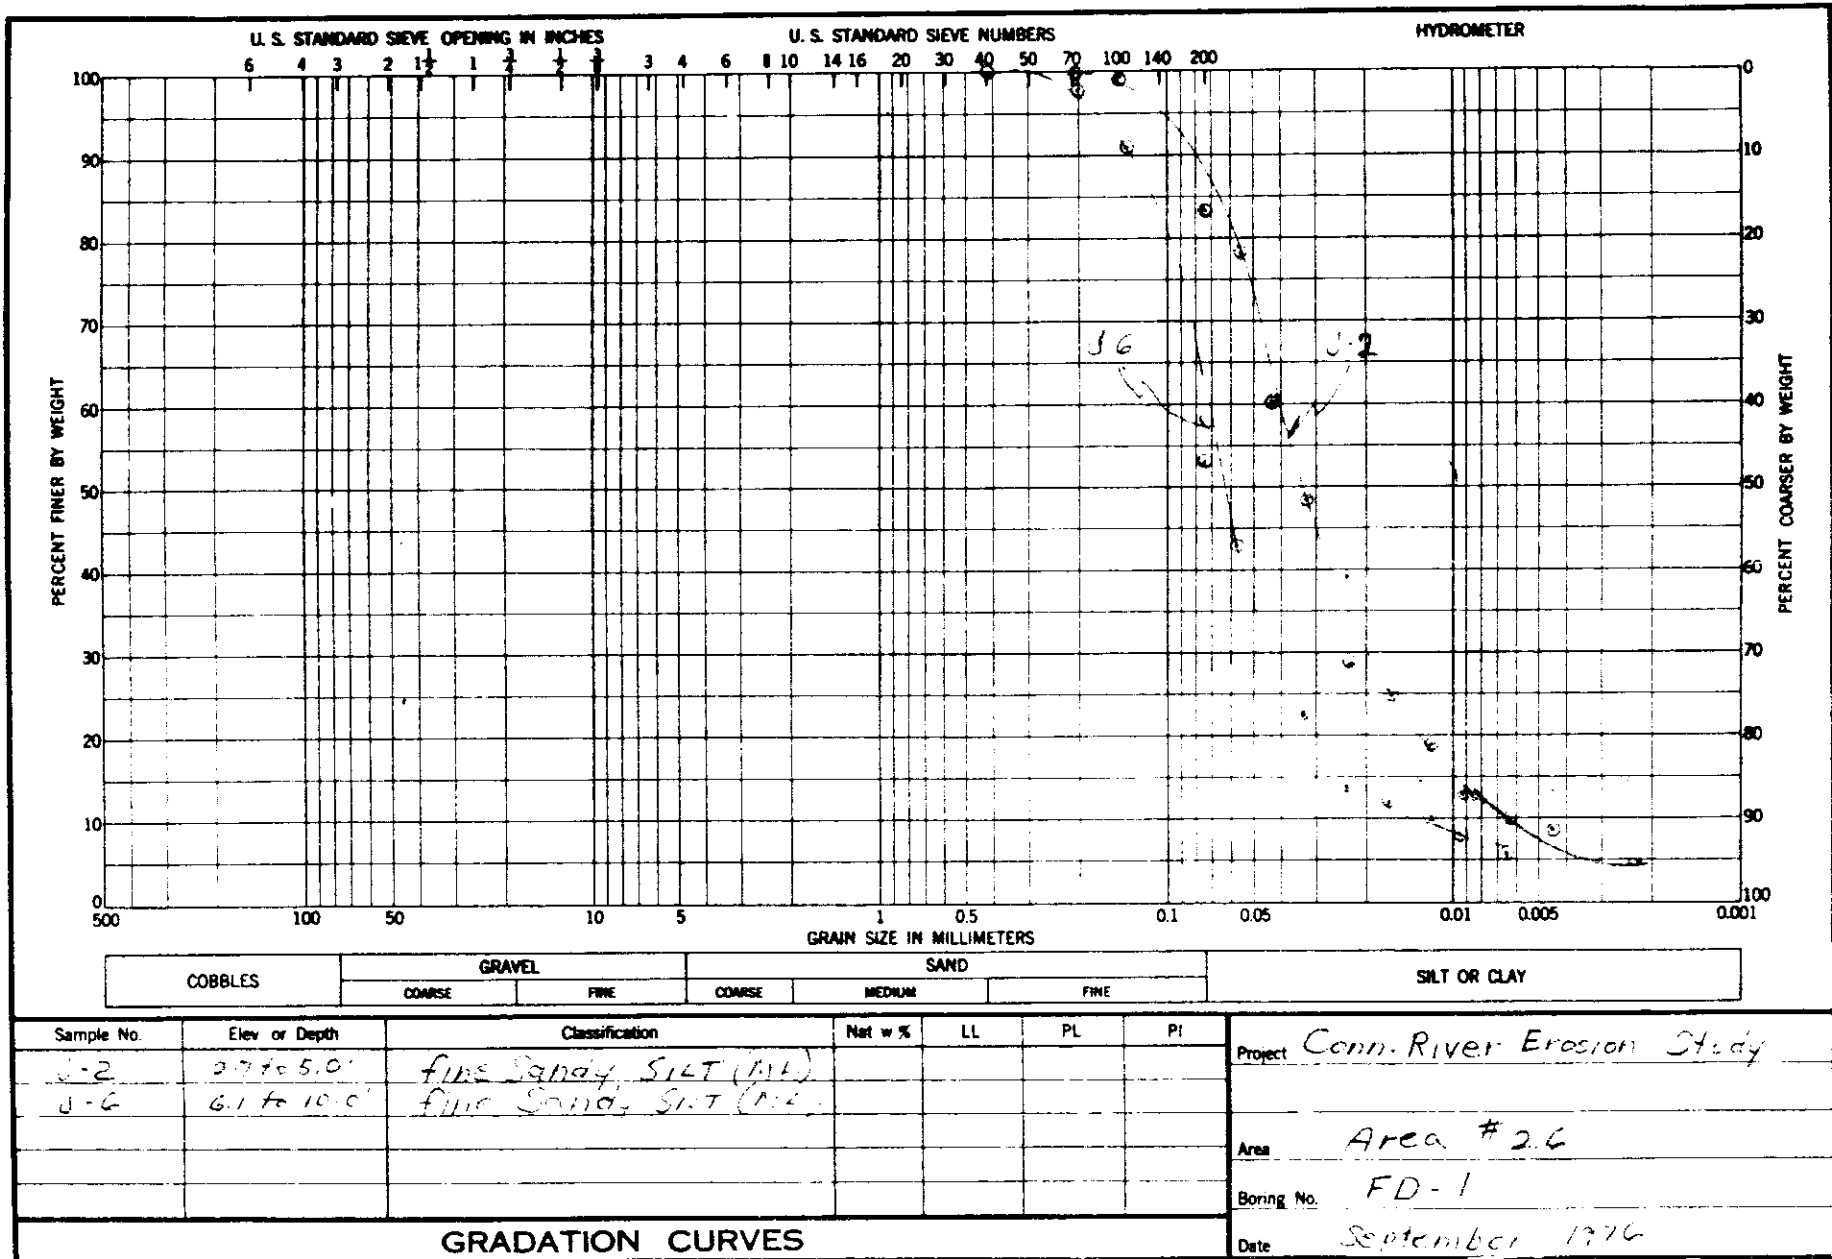 U. S. STANDARD SIEVE OPENING IN INCHES U. S. STANDARD SIEVE NUMBERS HYDROMETER
6 4 3 2 1½ 1 ¾ ½ ⅜ 3 4 6 8 10 14 16 20 30 40 50 70 100 140 200
100 0
90 10
80 20
70 30
J 6 J-2
60 40
50 50
40 60
30 70
20 80
10 90
0 100
PERCENT FINER BY WEIGHT
PERCENT COARSER BY WEIGHT
500 100 50 10 5 1 0.5 0.1 0.05 0.01 0.005 0.001
GRAIN SIZE IN MILLIMETERS
COBBLES GRAVEL SAND SILT OR CLAY
COARSE FINE COARSE MEDIUM FINE
Sample No. Elev or Depth Classification Nat w % LL PL PI
J-2 to 5.0 fine Sandy SILT (ML)
J-6 6.1 to 10.0' fine Sandy SILT (ML)
Project Conn. River Erosion Study
Area Area # 26
Boring No. FD-1
Date September 1976
GRADATION CURVES